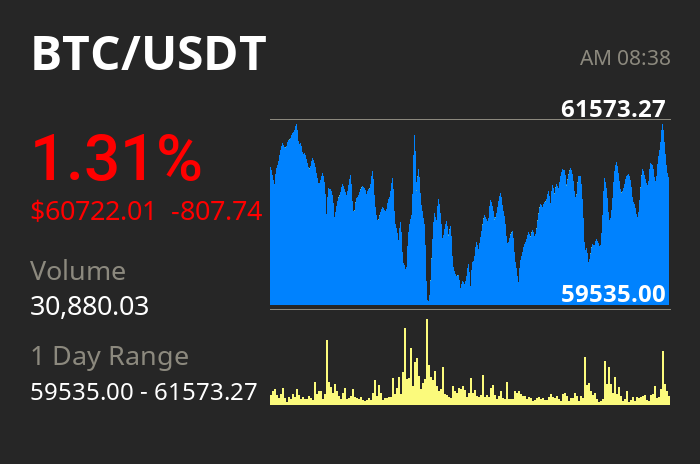 BTC/USDT
AM 08:38
61573.27
1.31%
$60722.01 -807.74
Volume
30,880.03
59535.00
1 Day Range
59535.00 - 61573.27